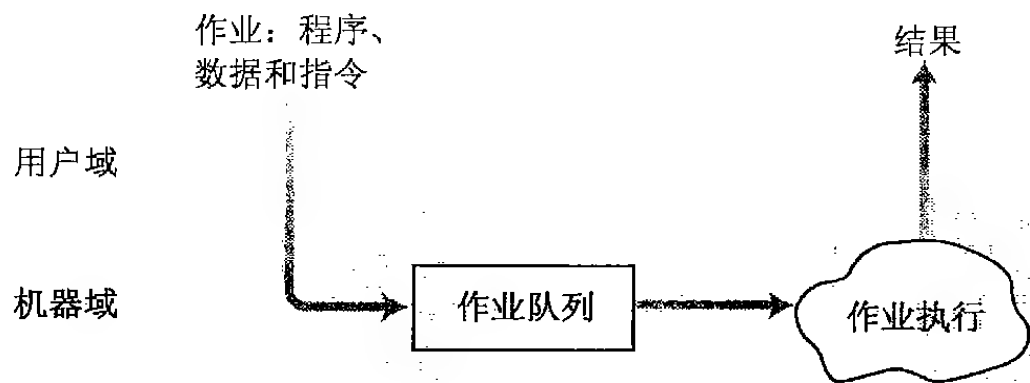 作业：程序、
数据和指令
结果
用户域
机器域
作业队列
作业执行